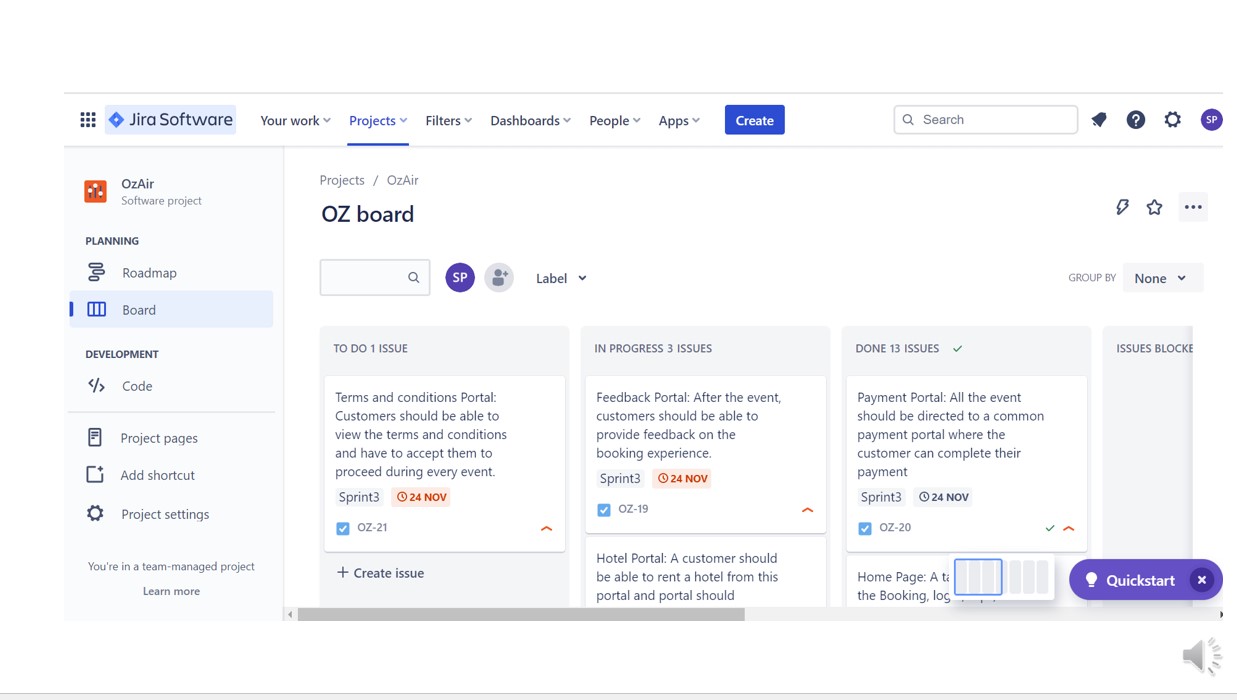 Jira Software
Your work
Projects
Filters
Dashboards
People
Apps
Create
Search
SP
OzAir
Software project
PLANNING
Roadmap
Board
DEVELOPMENT
Code
Project pages
Add shortcut
Project settings
You're in a team-managed project
Learn more
Projects / OzAir
OZ board
SP
Label
GROUP BY
None
TO DO 1 ISSUE
Terms and conditions Portal:
Customers should be able to
view the terms and conditions
and have to accept them to
proceed during every event.
Sprint3
24 NOV
OZ-21
Create issue
IN PROGRESS 3 ISSUES
Feedback Portal: After the event,
customers should be able to
provide feedback on the
booking experience.
Sprint3
24 NOV
OZ-19
Hotel Portal: A customer should
be able to rent a hotel from this
portal and portal should
DONE 13 ISSUES
Payment Portal: All the event
should be directed to a common
payment portal where the
customer can complete their
payment
Sprint3
24 NOV
OZ-20
Home Page: A
the Booking,
ISSUES BLOCKE
Quickstart